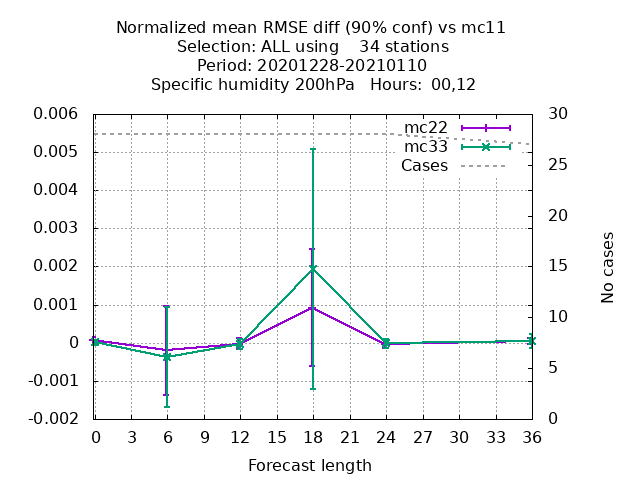 Normalized mean RMSE diff (90% conf) vs mc11
Selection: ALL using    34 stations
Period: 20201228-20210110
Specific humidity 200hPa   Hours:  00,12
0.006
0.005
0.004
0.003
0.002
0.001
0
-0.001
-0.002
mc22
mc33
Cases
30
25
20
15
10
5
0
No cases
0 3 6 9 12 15 18 21 24 27 30 33 36
Forecast length